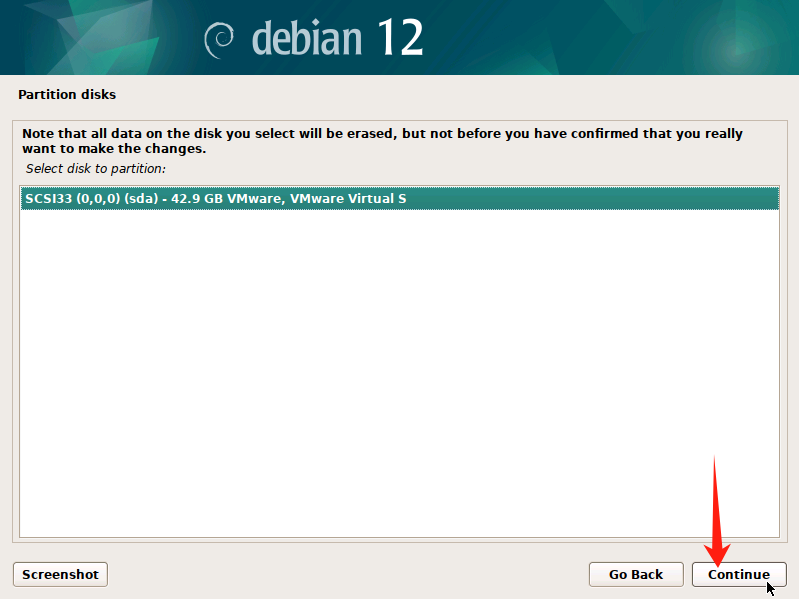 debian 12
Partition disks
Note that all data on the disk you select will be erased, but not before you have confirmed that you really
want to make the changes.
Select disk to partition:
SCSI33 (0,0,0) (sda) - 42.9 GB VMware, VMware Virtual S
Screenshot
Go Back
Continue